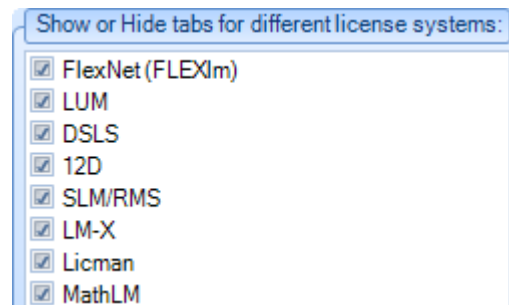 Show or Hide tabs for different license systems:
FlexNet (FLEXlm)
LUM
DSLS
12D
SLM/RMS
LM-X
Licman
MathLM